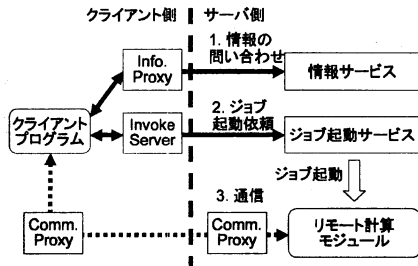 クライアント側
サーバ側
1. 情報の
問い合わせ
Info.
Proxy
情報サービス
クライアント
プログラム
Invoke
Server
2. ジョブ
起動依頼
ジョブ起動サービス
ジョブ起動
3. 通信
Comm.
Proxy
Comm.
Proxy
リモート計算
モジュール